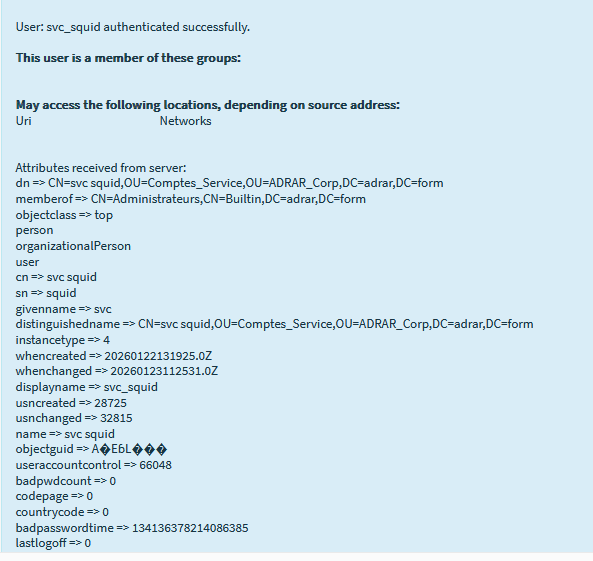 User: svc_squid authenticated successfully.
This user is a member of these groups:
May access the following locations, depending on source address:
Uri Networks
Attributes received from server:
dn => CN=svc squid,OU=Comptes_Service,OU=ADRAR_Corp,DC=adrar,DC=form
memberof => CN=Administrateurs,CN=Builtin,DC=adrar,DC=form
objectclass => top
person
organizationalPerson
user
cn => svc squid
sn => squid
givenname => svc
distinguishedname => CN=svc squid,OU=Comptes_Service,OU=ADRAR_Corp,DC=adrar,DC=form
instancetype => 4
whencreated => 20260122131925.0Z
whenchanged => 20260123112531.0Z
displayname => svc_squid
usncreated => 28725
usnchanged => 32815
name => svc squid
objectguid =>
useraccountcontrol => 66048
badpwdcount => 0
codepage => 0
countrycode => 0
badpasswordtime => 134136378214086385
lastlogoff => 0